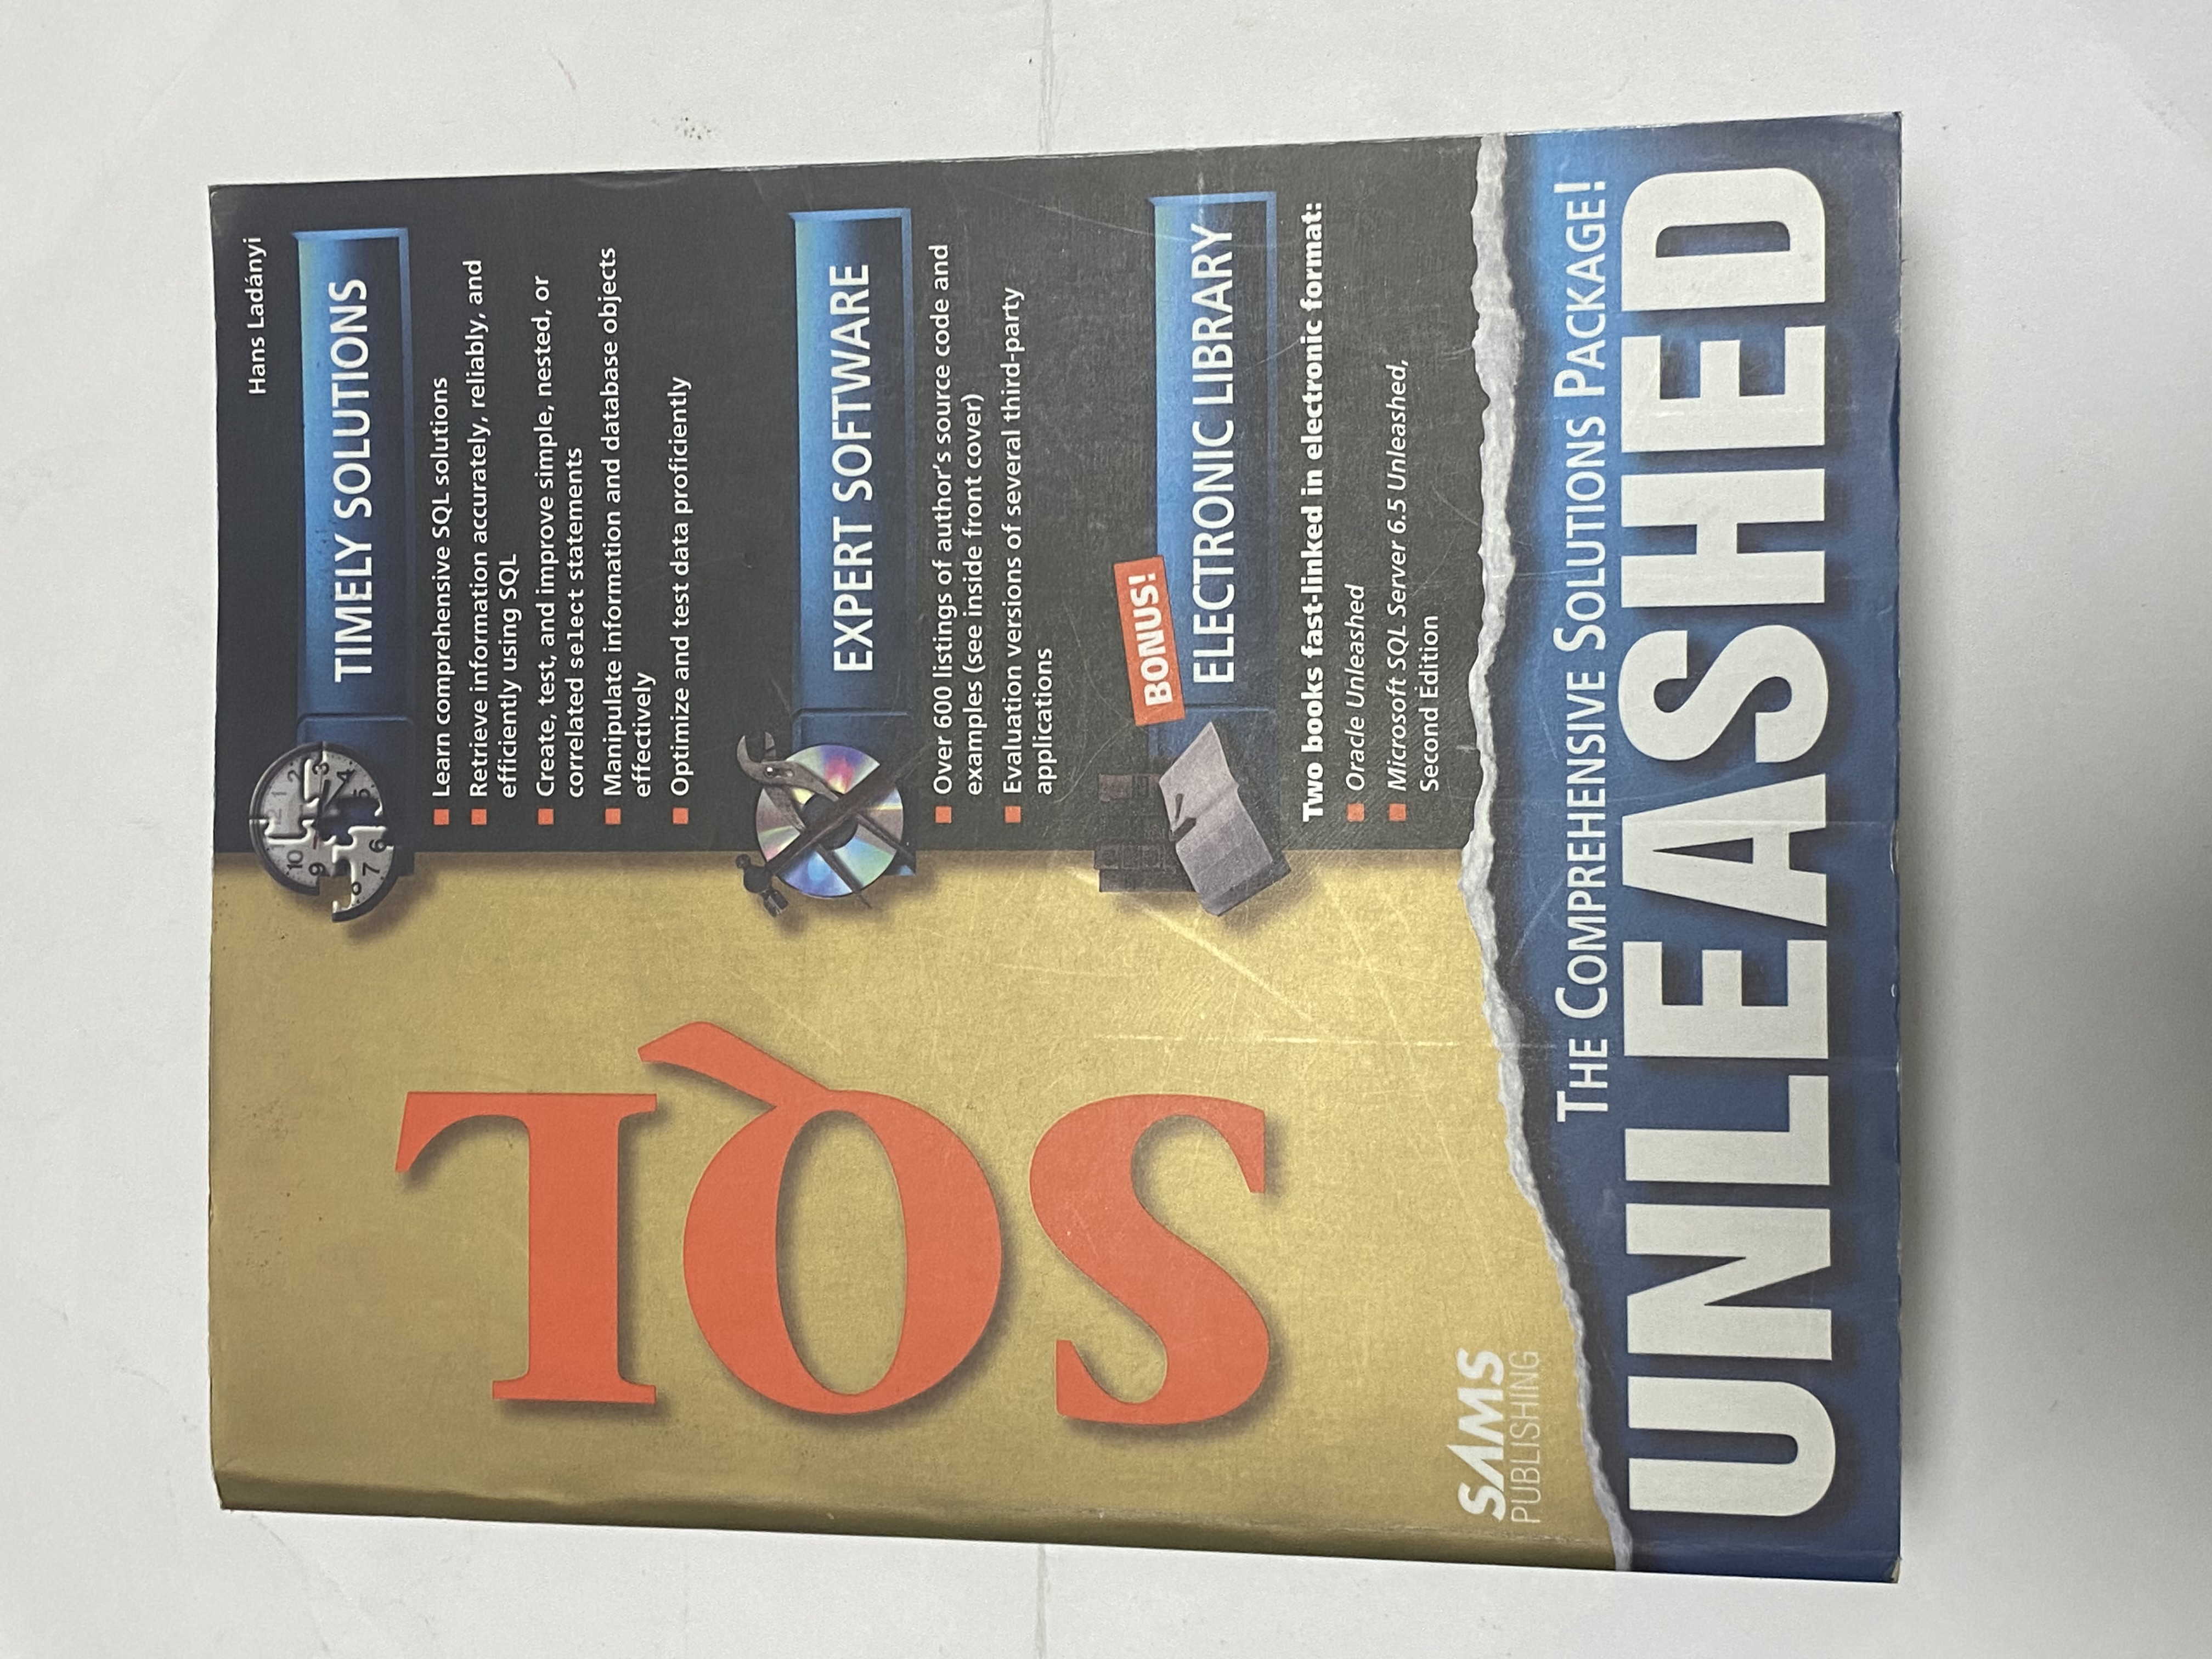 Hans Ladányi
TIMELY SOLUTIONS
Learn comprehensive SQL solutions
Retrieve information accurately, reliably, and
efficiently using SQL
Create, test, and improve simple, nested, or
correlated select statements
Manipulate information and database objects
effectively
Optimize and test data proficiently
SQL
EXPERT SOFTWARE
Over 600 listings of author's source code and
examples (see inside front cover)
Evaluation versions of several third-party
applications
BONUS!
ELECTRONIC LIBRARY
Two books fast-linked in electronic format:
Oracle Unleashed
Microsoft SQL Server 6.5 Unleashed,
Second Edition
SAMS
PUBLISHING
THE COMPREHENSIVE SOLUTIONS PACKAGE!
UNLEASHED